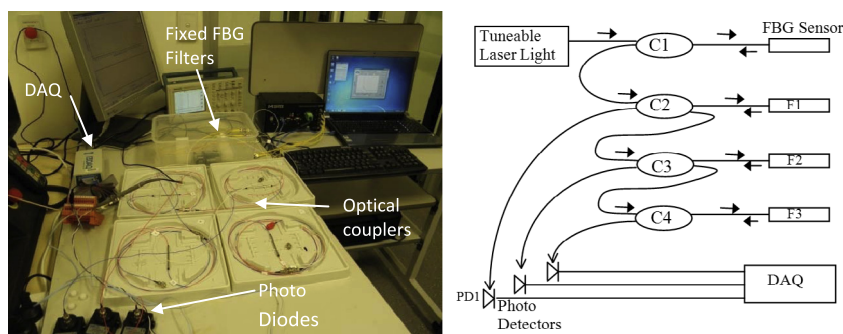 Fixed FBG
Filters
DAQ
Optical
couplers
Photo
Diodes
Tuneable
Laser Light
C1
FBG Sensor
C2
F1
C3
F2
C4
F3
PD1
Photo
Detectors
DAQ